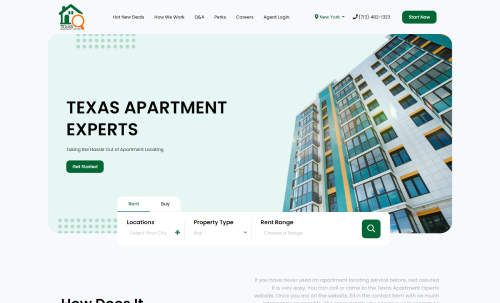 Hot New Deals
How We Work
Q&A
Perks
Careers
Agent Login
New York
Start Now
TEXAS APARTMENT
EXPERTS
Taking the Hassle Out of Apartment Locating
Get Started
Rent
Buy
Locations
Property Type
Rent Range
Select Your City
Buy
Choose a Range
If you have never used an apartment locating service before, rest assured
it is very easy. You can call or come to the Texas Apartment Experts
website. Once you are on the website, fill in the contact form with as much
How Does It